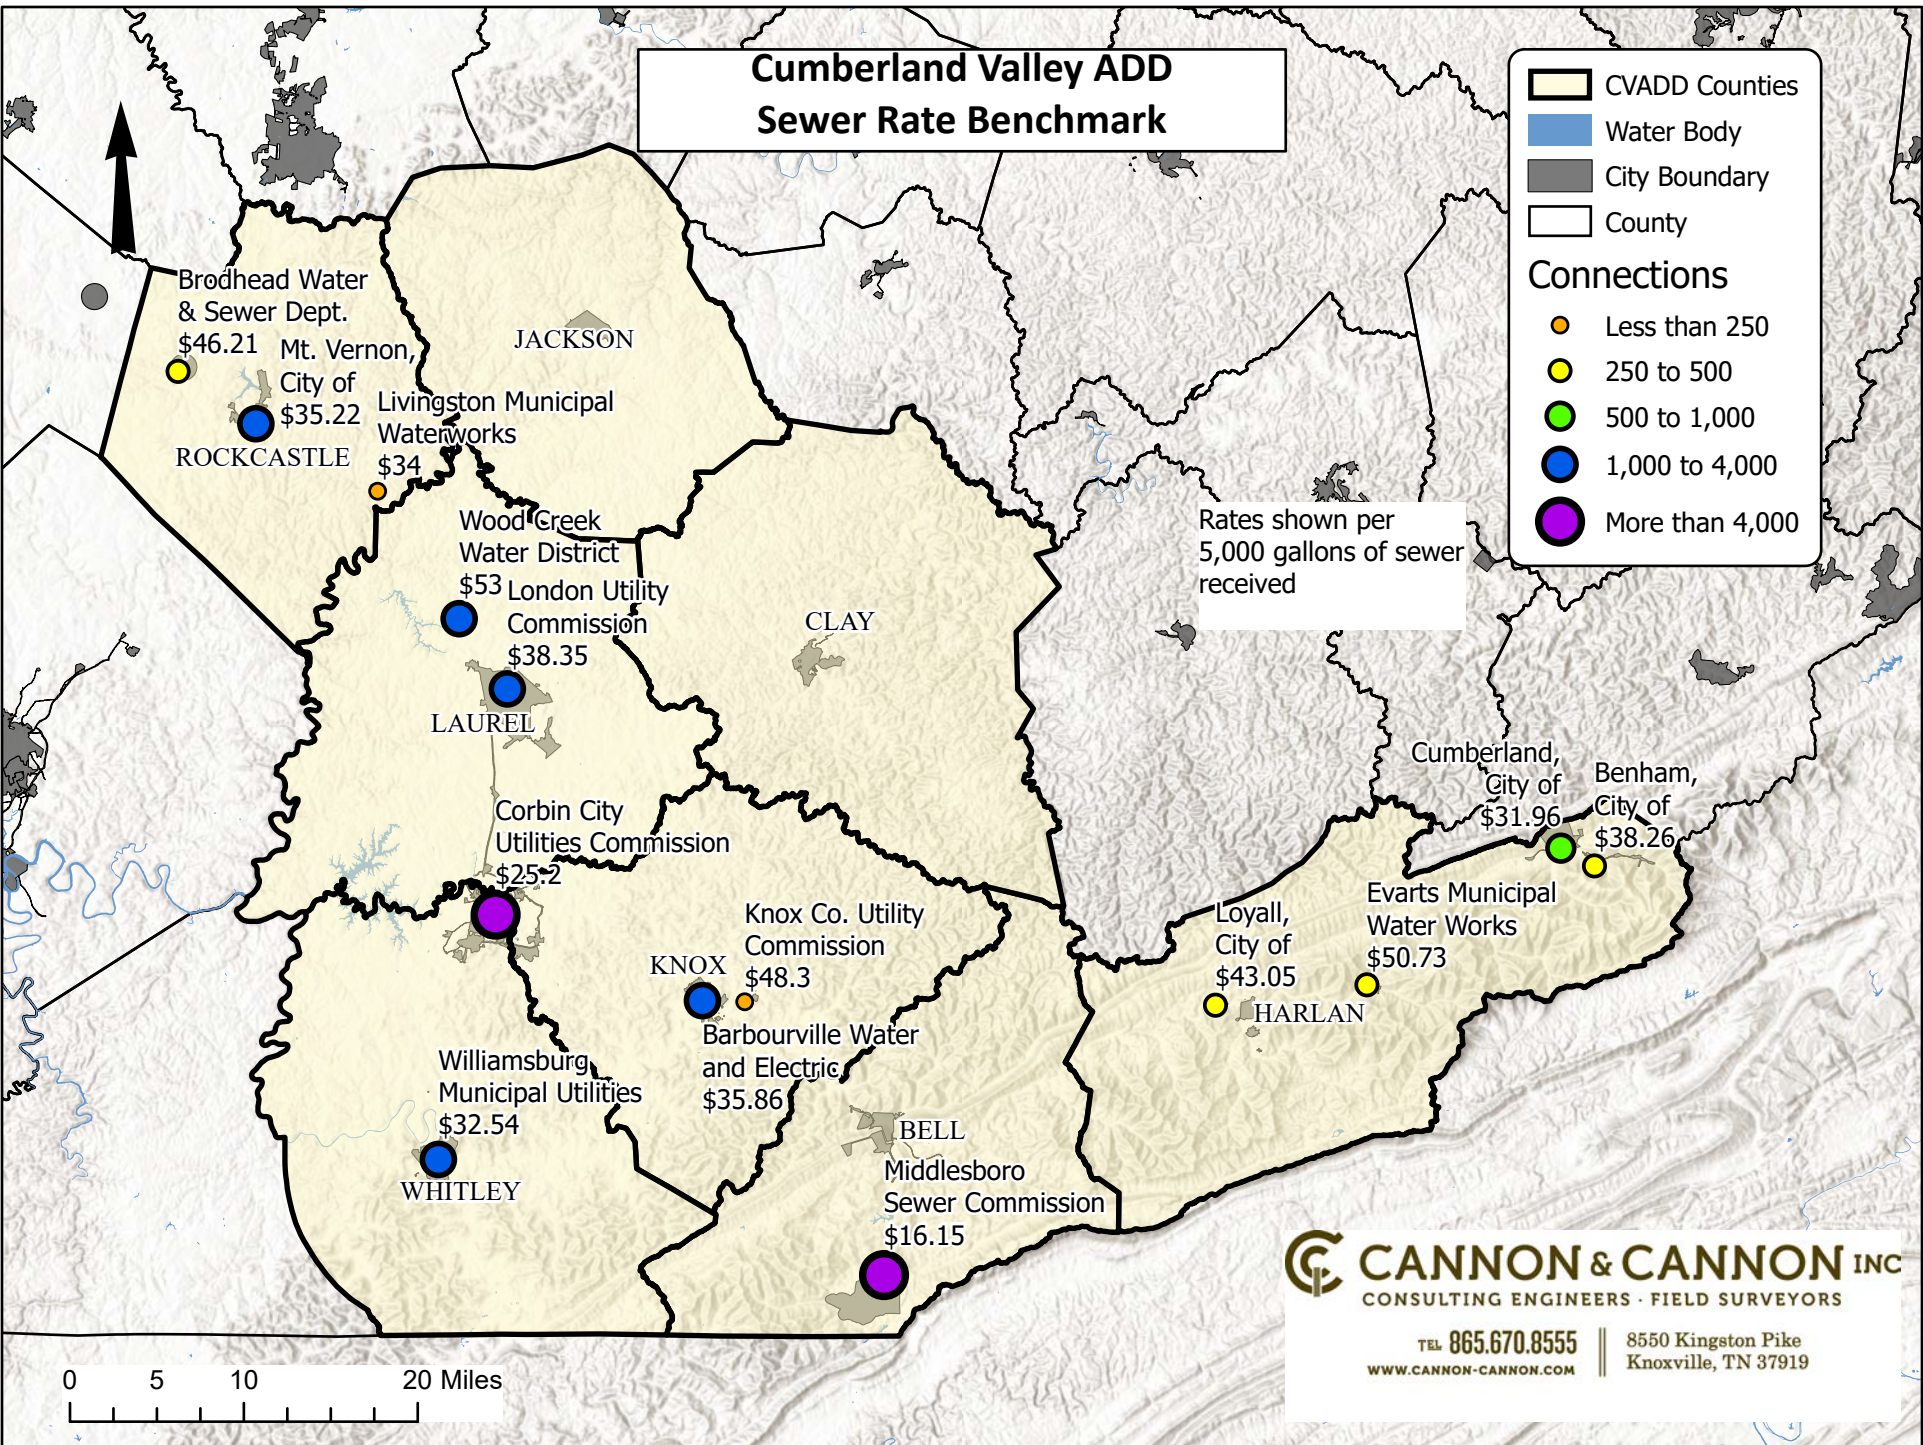 Cumberland Valley ADD
Sewer Rate Benchmark
CVADD Counties
Water Body
City Boundary
County
Connections
Less than 250
250 to 500
500 to 1,000
1,000 to 4,000
More than 4,000
Brodhead Water
& Sewer Dept.
$46.21
Mt. Vernon,
City of
$35.22
ROCKCASTLE
JACKSON
Livingston Municipal
Waterworks
$34
Wood Creek
Water District
$53
London Utility
Commission
$38.35
LAUREL
CLAY
Rates shown per
5,000 gallons of sewer
received
Corbin City
Utilities Commission
$25.2
Cumberland,
City of
$31.96
Benham,
City of
$38.26
Evarts Municipal
Water Works
$50.73
Loyall,
City of
$43.05
HARLAN
Knox Co. Utility
Commission
$48.3
KNOX
Barbourville Water
and Electric
$35.86
Williamsburg
Municipal Utilities
$32.54
WHITLEY
BELL
Middlesboro
Sewer Commission
$16.15
0 5 10 20 Miles
CANNON & CANNON INC
CONSULTING ENGINEERS · FIELD SURVEYORS
TEL 865.670.8555
WWW.CANNON-CANNON.COM
8550 Kingston Pike
Knoxville, TN 37919